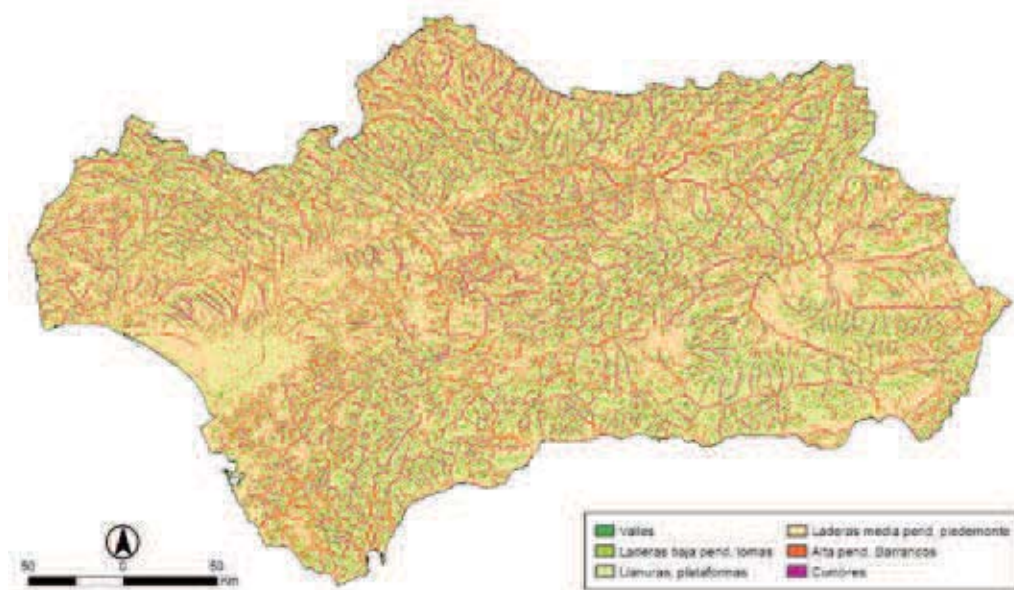 50 0 50
Km
Valles
Laderas baja pend. lomas
Llanuras, plataformas
Laderas media pend. piedemonte
Alta pend. Barrancos
Cumbres